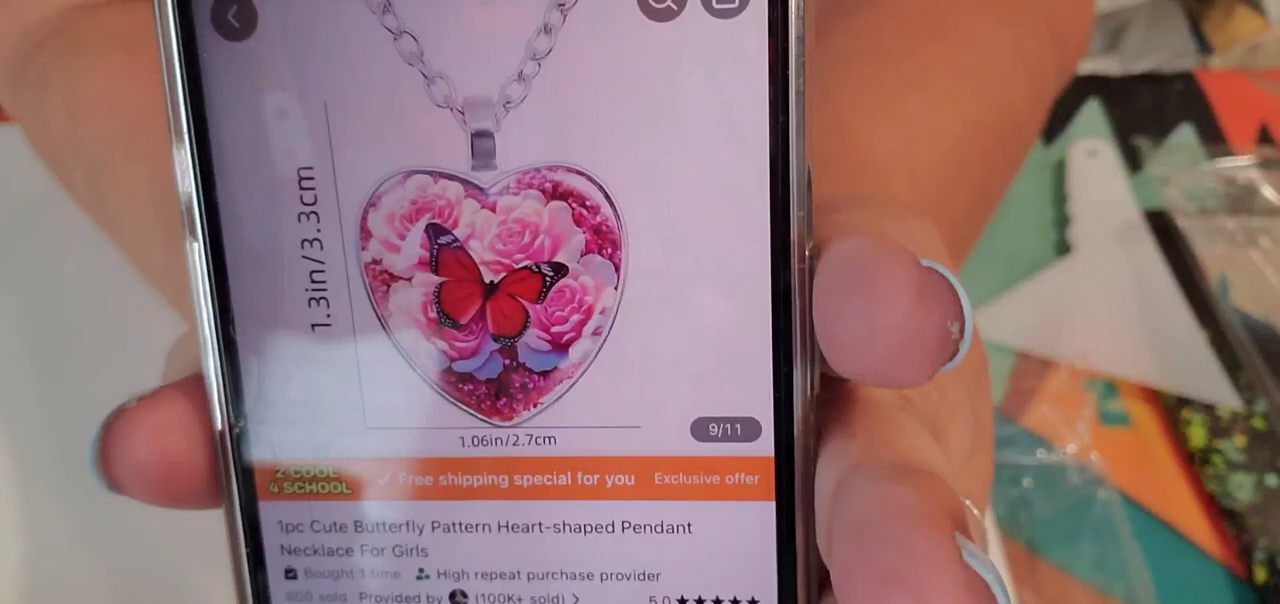 1.3in/3.3cm
1.06in/2.7cm
9/11
2 COOL
4 SCHOOL
Free shipping special for you
Exclusive offer
1pc Cute Butterfly Pattern Heart-shaped Pendant
Necklace For Girls
Bought 1 time High repeat purchase provider
600 sold Provided by (100K+ sold) > 5.0 ★★★★★